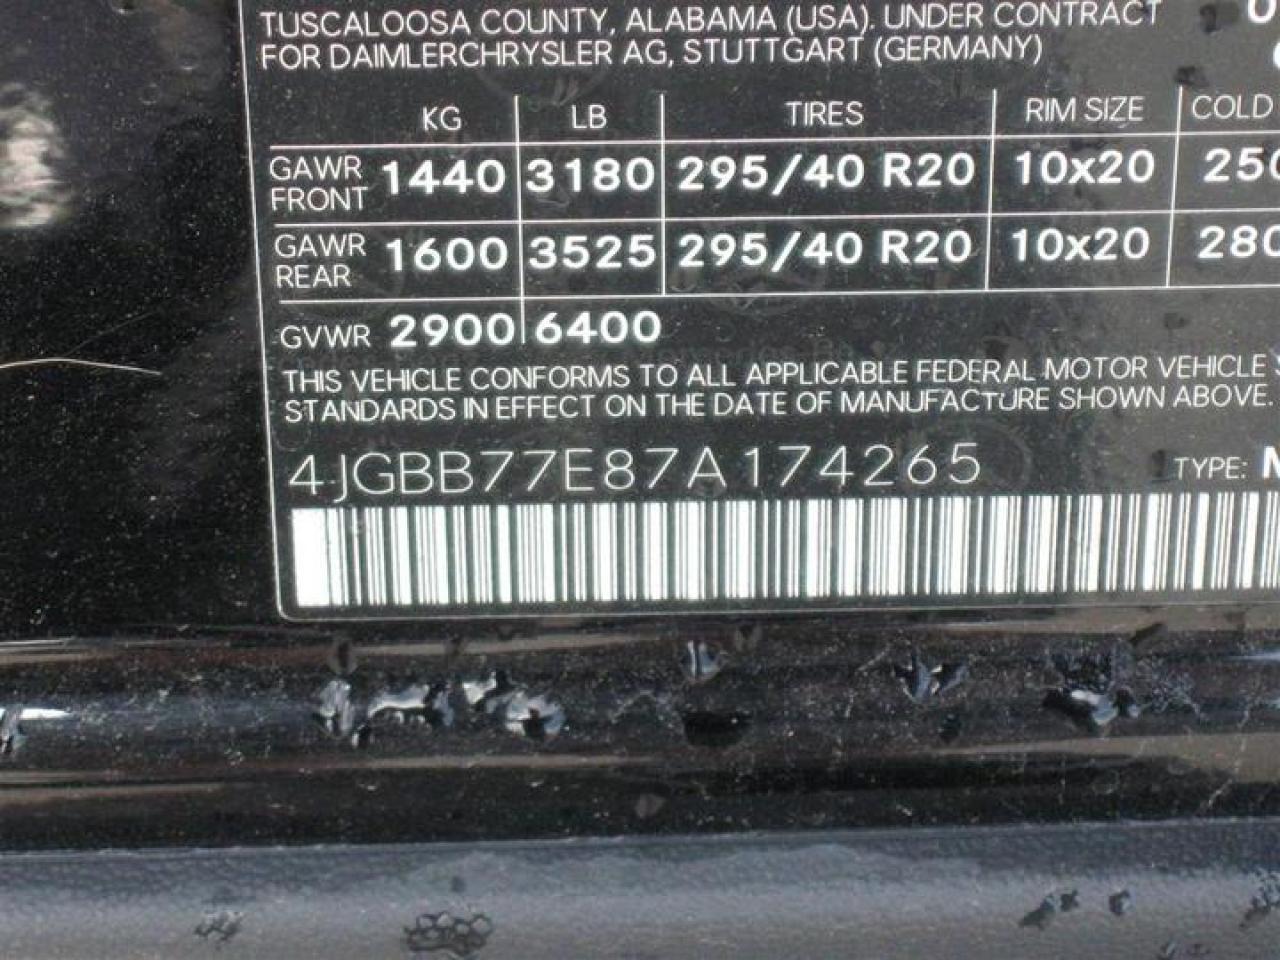 TUSCALOOSA COUNTY, ALABAMA (USA). UNDER CONTRACT
FOR DAIMLERCHRYSLER AG, STUTTGART (GERMANY)
KG LB TIRES RIM SIZE COLD
GAWR FRONT 1440 3180 295/40 R20 10x20 250
GAWR REAR 1600 3525 295/40 R20 10x20 280
GVWR 2900 6400
THIS VEHICLE CONFORMS TO ALL APPLICABLE FEDERAL MOTOR VEHICLE
STANDARDS IN EFFECT ON THE DATE OF MANUFACTURE SHOWN ABOVE.
4JGBB77E87A174265 TYPE: